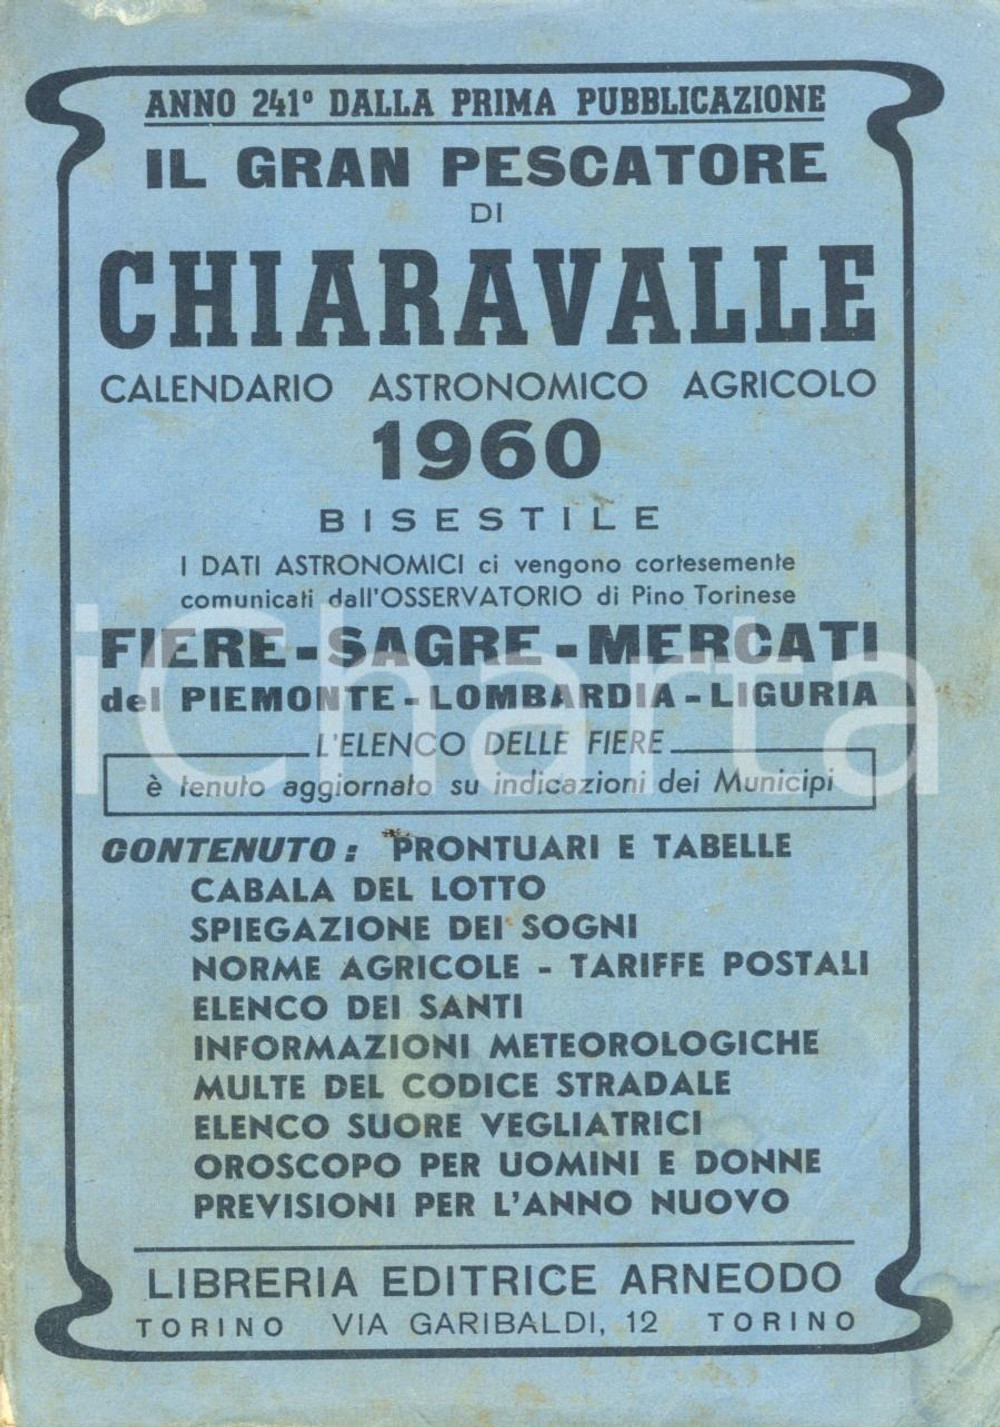 ANNO 241° DALLA PRIMA PUBBLICAZIONE
IL GRAN PESCATORE
DI
CHIARAVALLE
CALENDARIO ASTRONOMICO AGRICOLO
1960
BISESTILE
I DATI ASTRONOMICI ci vengono cortesemente
comunicati dall'OSSERVATORIO di Pino Torinese
FIERE - SAGRE - MERCATI
del PIEMONTE - LOMBARDIA - LIGURIA
L'ELENCO DELLE FIERE
è tenuto aggiornato su indicazioni dei Municipi
CONTENUTO: PRONTUARI E TABELLE
CABALA DEL LOTTO
SPIEGAZIONE DEI SOGNI
NORME AGRICOLE - TARIFFE POSTALI
ELENCO DEI SANTI
INFORMAZIONI METEOROLOGICHE
MULTE DEL CODICE STRADALE
ELENCO SUORE VEGLIATRICI
OROSCOPO PER UOMINI E DONNE
PREVISIONI PER L'ANNO NUOVO
LIBRERIA EDITRICE ARNEODO
TORINO VIA GARIBALDI, 12 TORINO
iCharta